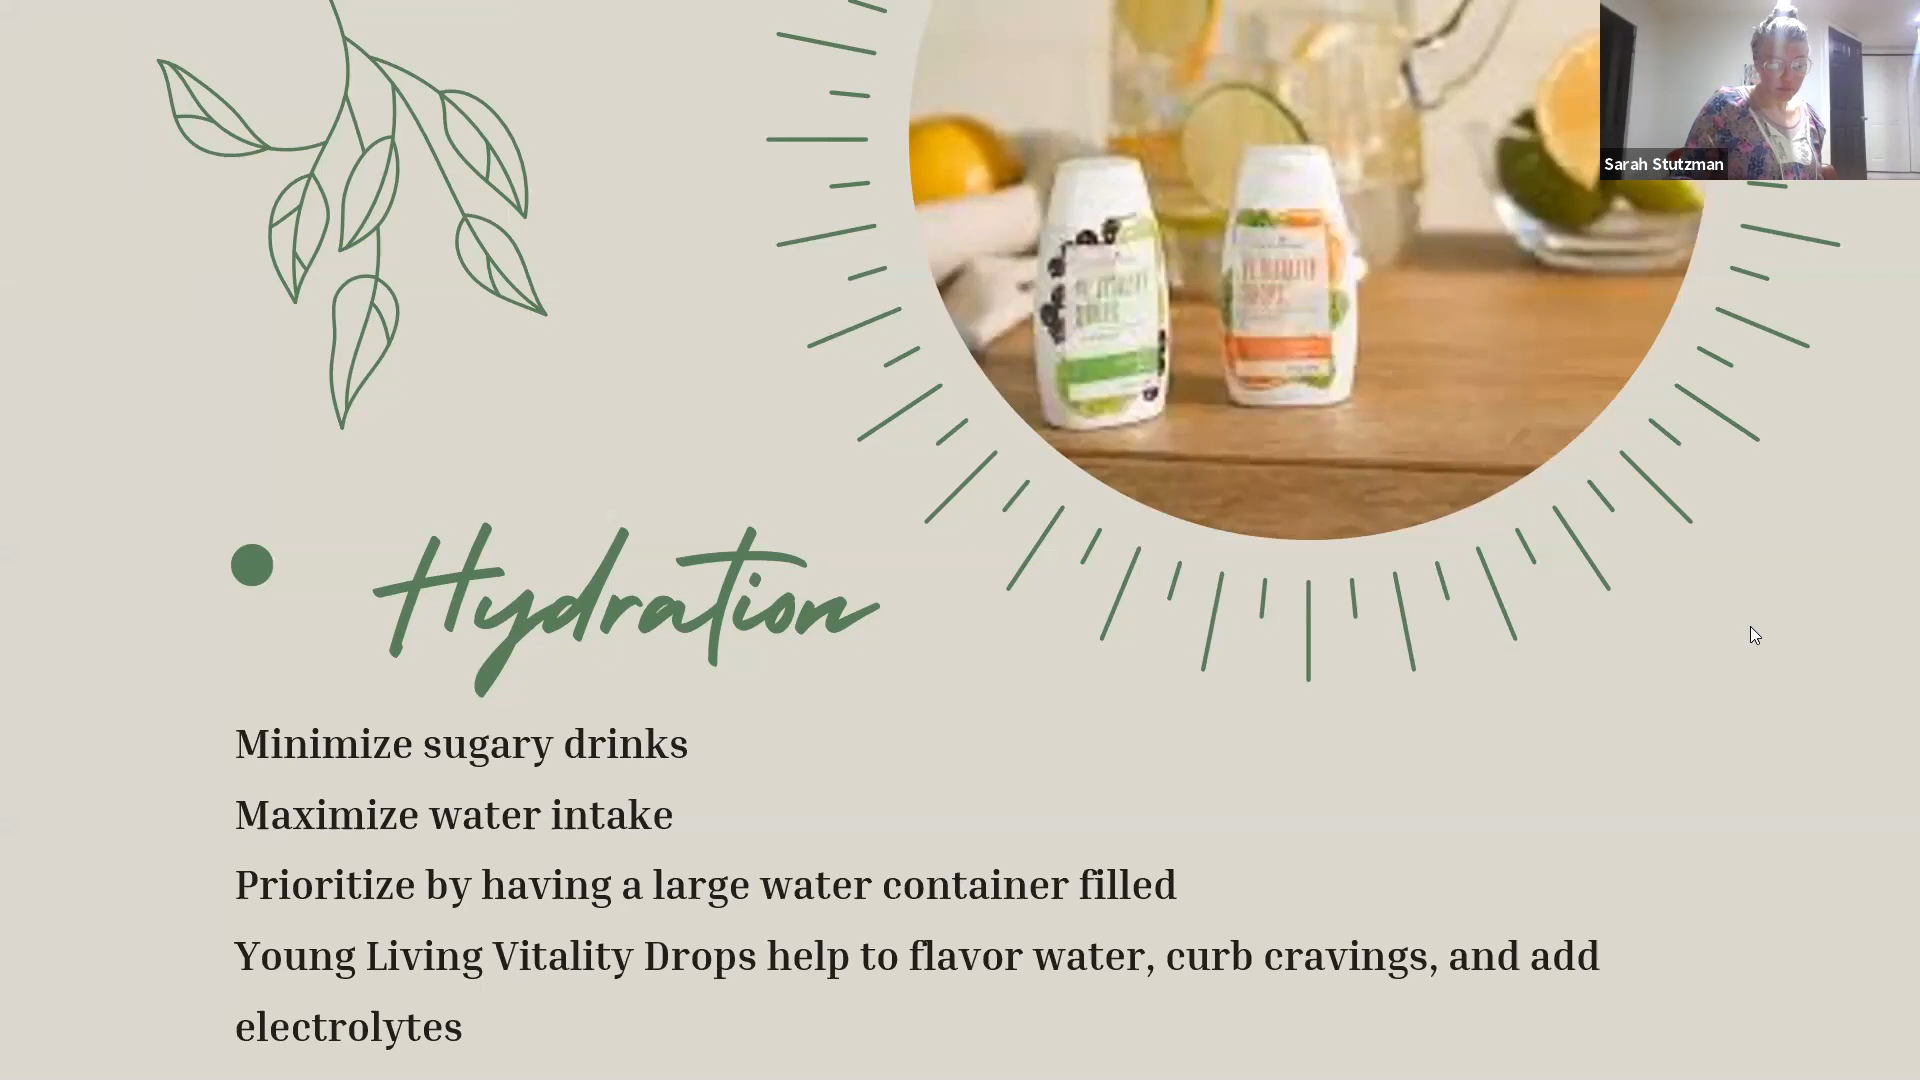 Sarah Stutzman
Hydration
Minimize sugary drinks
Maximize water intake
Prioritize by having a large water container filled
Young Living Vitality Drops help to flavor water, curb cravings, and add
electrolytes